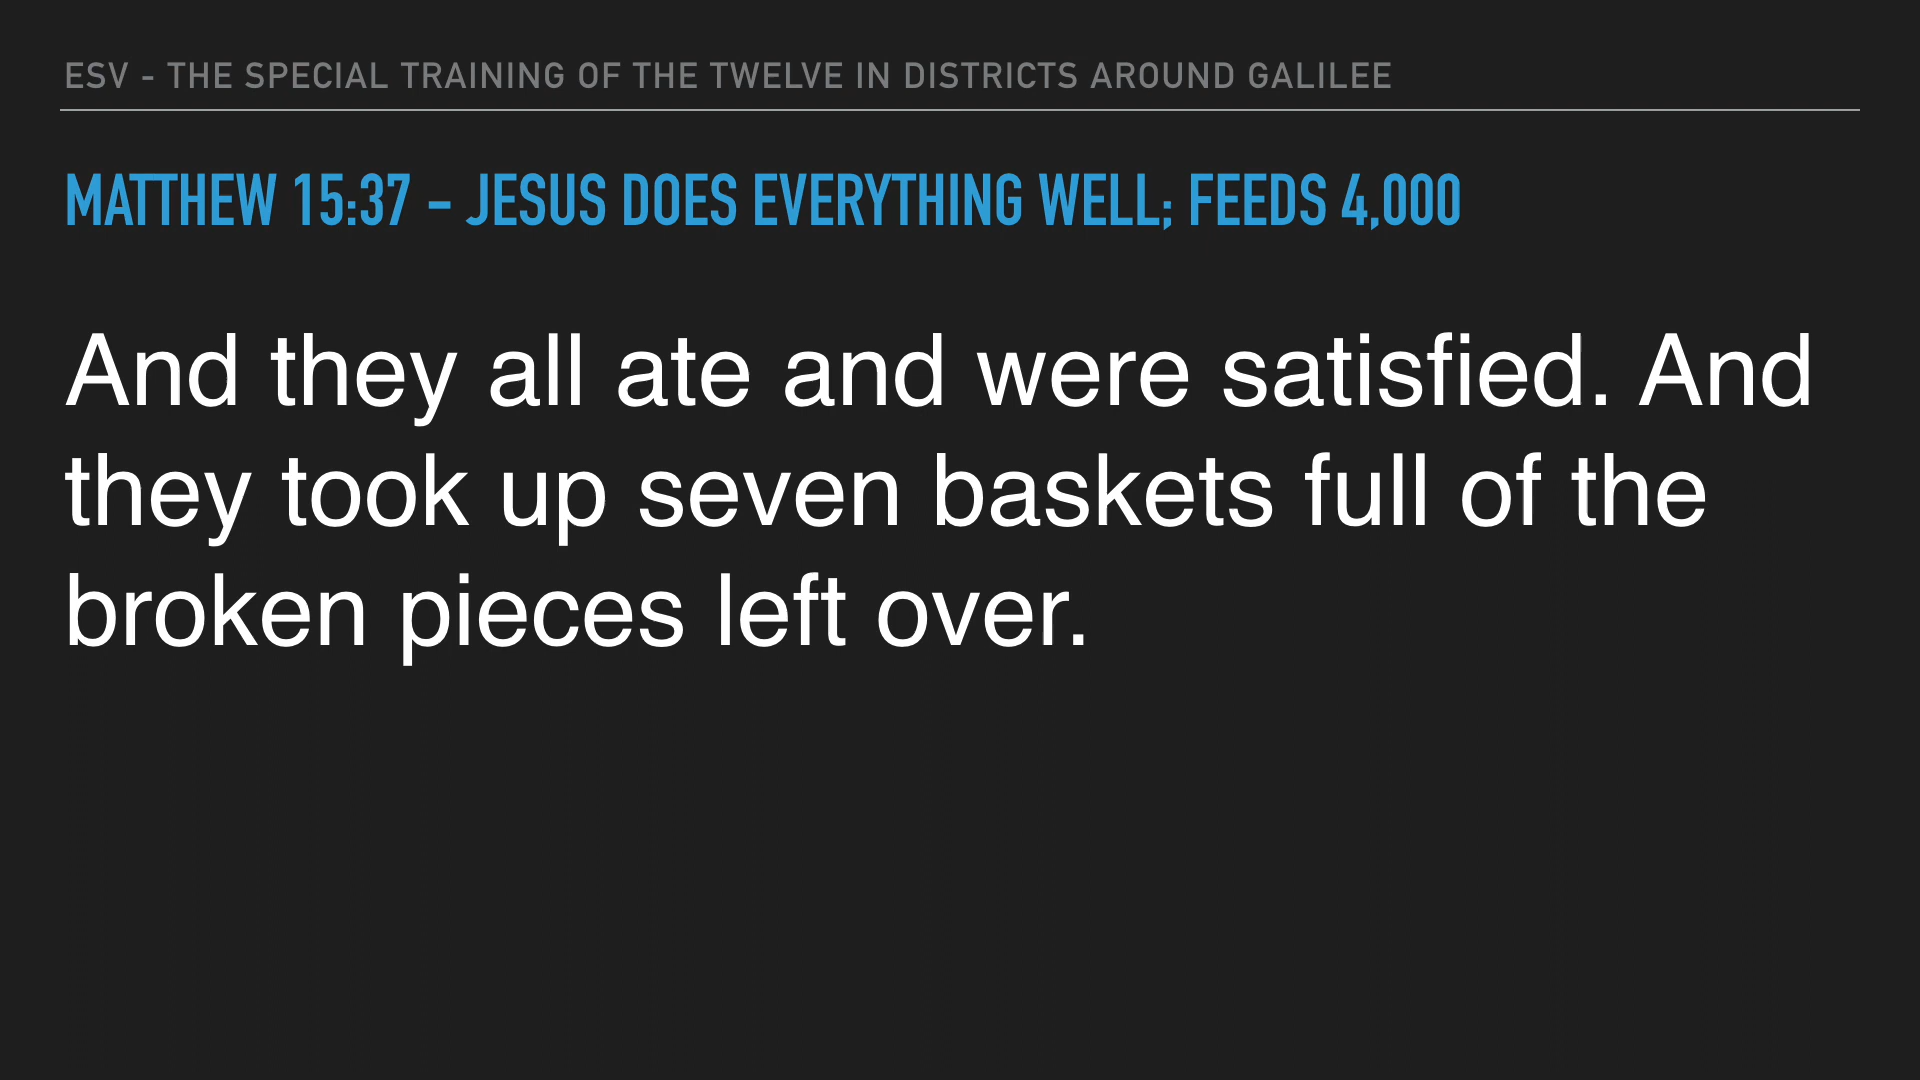 ESV - THE SPECIAL TRAINING OF THE TWELVE IN DISTRICTS AROUND GALILEE
MATTHEW 15:37 – JESUS DOES EVERYTHING WELL; FEEDS 4,000
And they all ate and were satisfied. And
they took up seven baskets full of the
broken pieces left over.